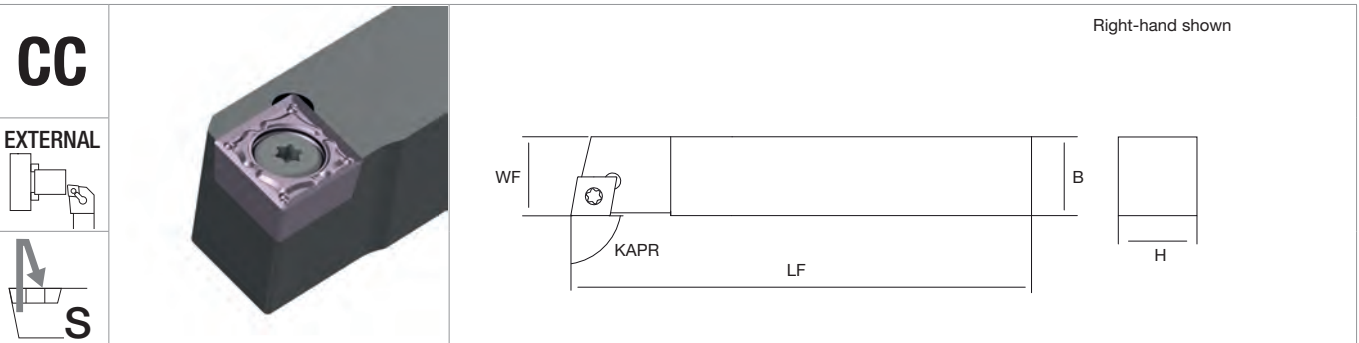 CC
EXTERNAL
S
Right-hand shown
WF
B
KAPR
LF
H